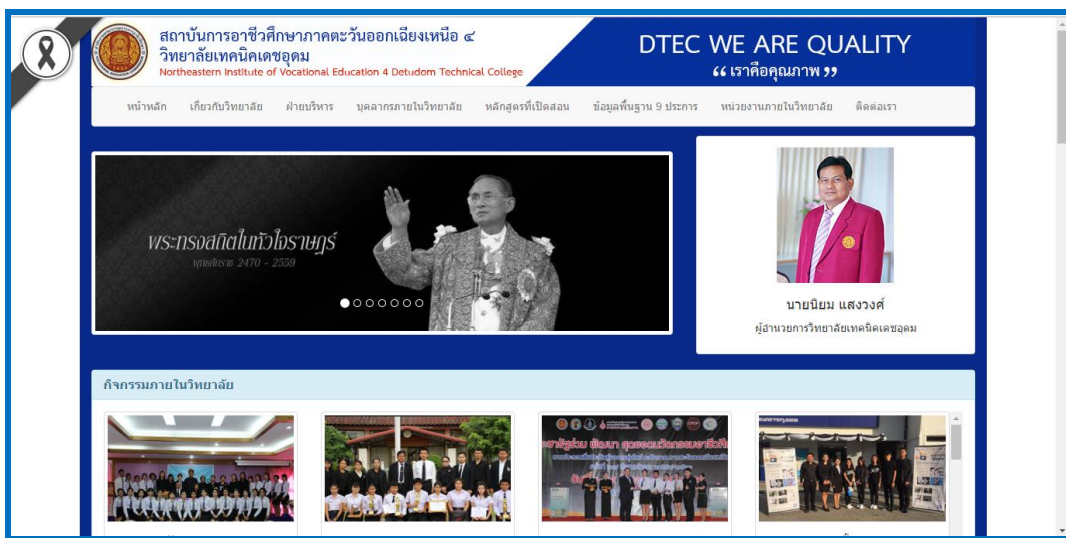 สถาบันการอาชีวศึกษาภาคตะวันออกเฉียงเหนือ ๔
วิทยาลัยเทคนิคเดชอุดม
Northeastern Institute of Vocational Education 4 Detudom Technical College
DTEC WE ARE QUALITY
“ เราคือคุณภาพ ”
หน้าหลัก เกี่ยวกับวิทยาลัย ฝ่ายบริหาร บุคลากรภายในวิทยาลัย หลักสูตรที่เปิดสอน ข้อมูลพื้นฐาน 9 ประการ หน่วยงานภายในวิทยาลัย ติดต่อเรา
พระทรงสถิตในหัวใจราษฎร์
พุทธศักราช 2470 - 2559
นายนิยม แสงวงศ์
ผู้อำนวยการวิทยาลัยเทคนิคเดชอุดม
กิจกรรมภายในวิทยาลัย